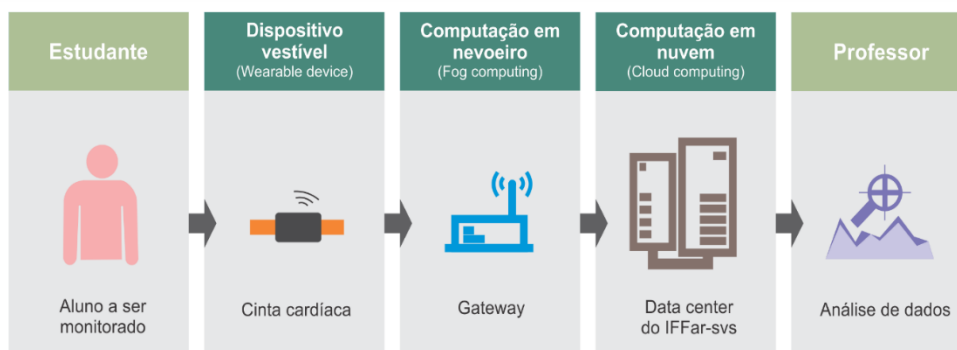 Estudante
Dispositivo
vestível
(Wearable device)
Computação em
nevoeiro
(Fog computing)
Computação em
nuvem
(Cloud computing)
Professor
Aluno a ser
monitorado
Cinta cardíaca
Gateway
Data center
do IFFar-svs
Análise de dados